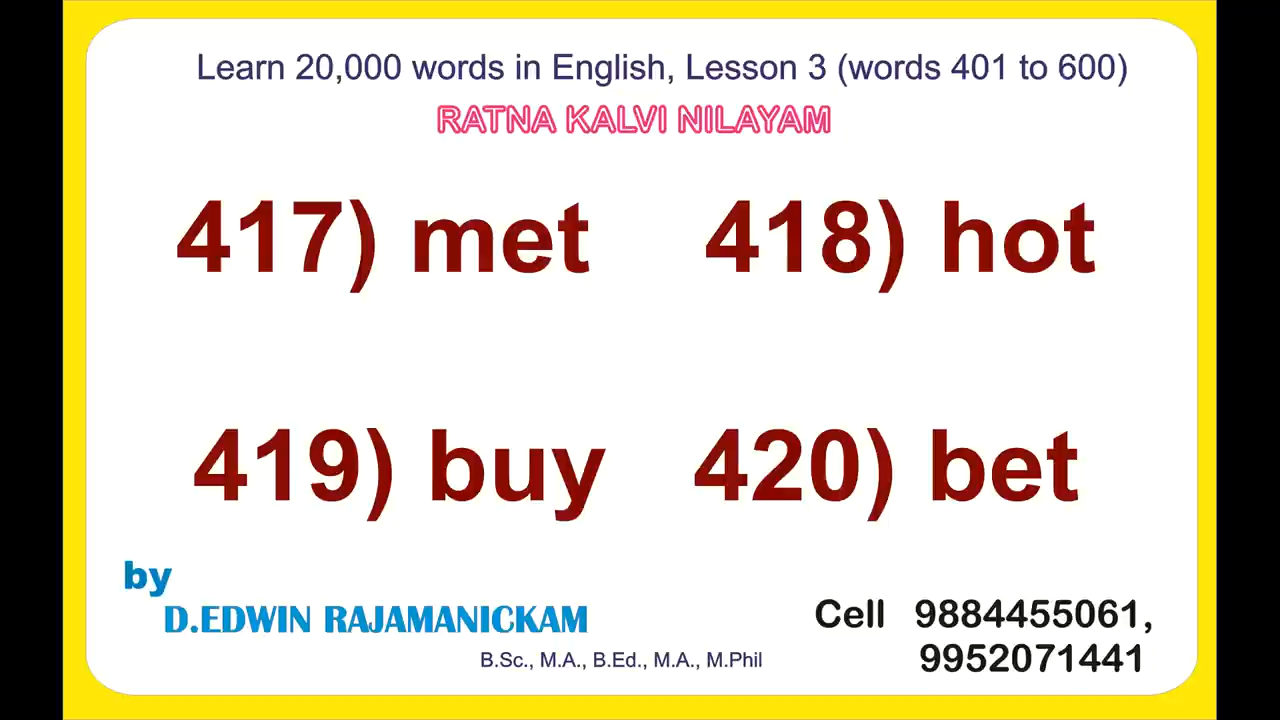 Learn 20,000 words in English, Lesson 3 (words 401 to 600)
RATNA KALVI NILAYAM
417) met 418) hot
419) buy 420) bet
by
D.EDWIN RAJAMANICKAM
B.Sc., M.A., B.Ed., M.A., M.Phil
Cell 9884455061,
9952071441